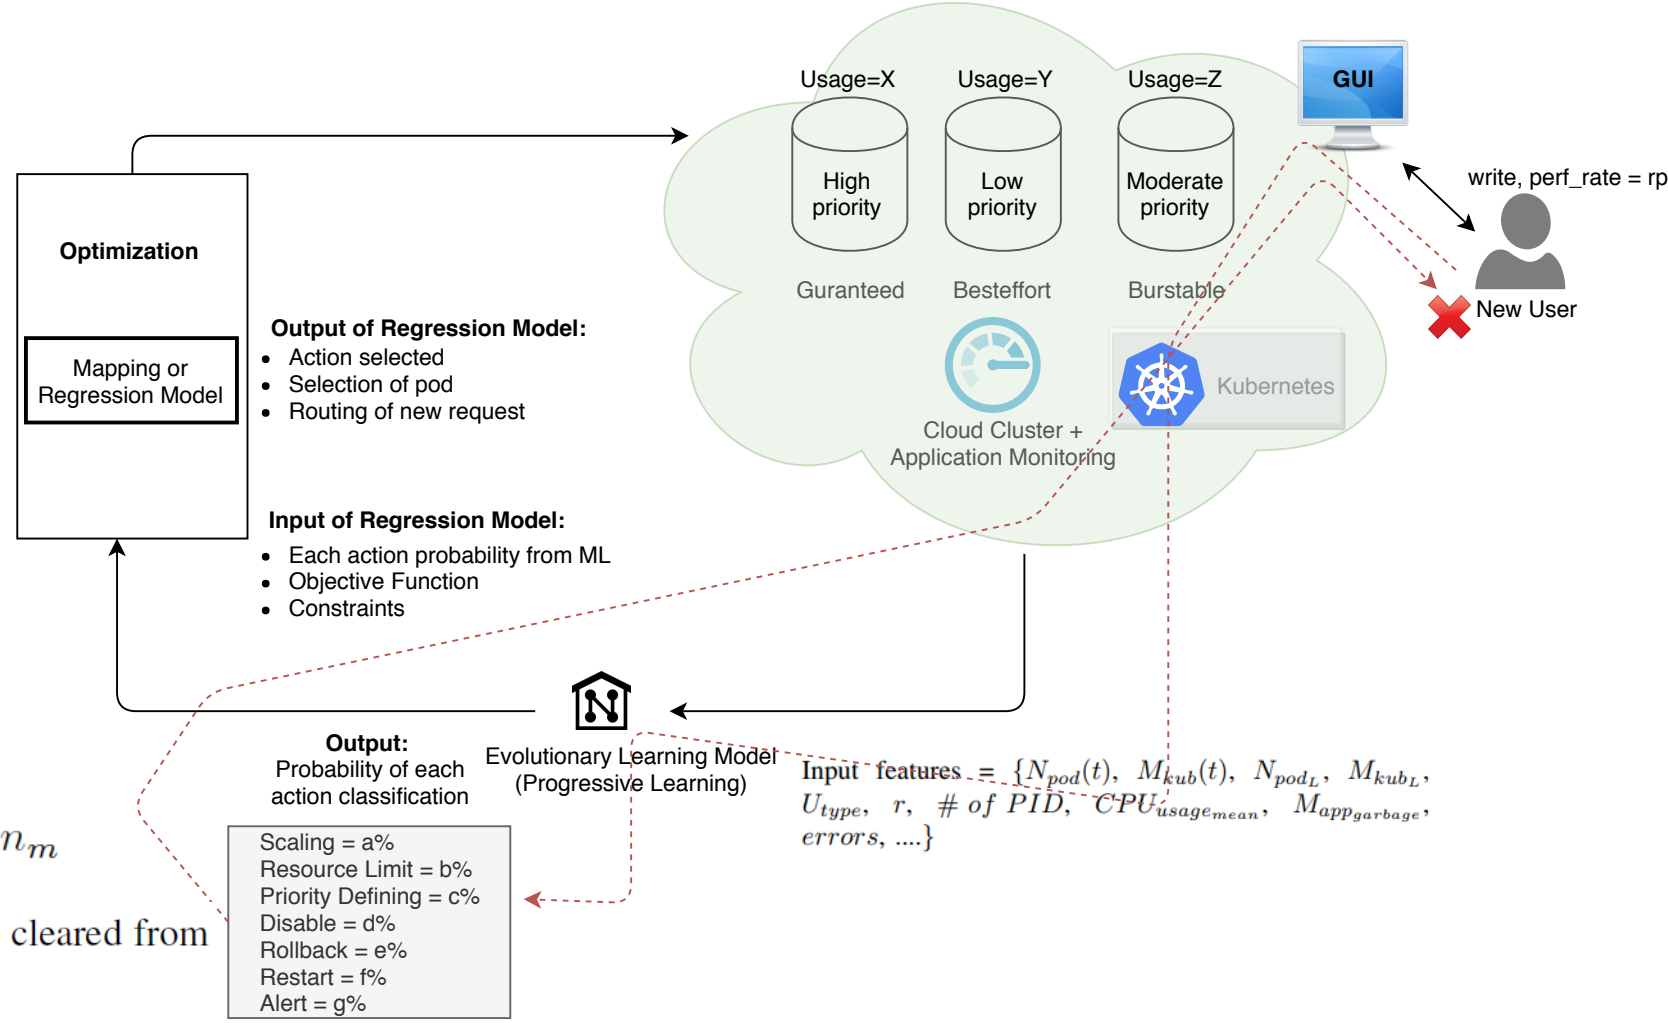 Usage=X
Usage=Y
Usage=Z
GUI
High
priority
Low
priority
Moderate
priority
write, perf_rate = rp
Guranteed
Besteffort
Burstable
New User
Optimization
Mapping or
Regression Model
Output of Regression Model:
• Action selected
• Selection of pod
• Routing of new request
Kubernetes
Cloud Cluster +
Application Monitoring
Input of Regression Model:
• Each action probability from ML
• Objective Function
• Constraints
Output:
Probability of each
action classification
Evolutionary Learning Model
(Progressive Learning)
Input features = {N_pod(t), M_kub(t), N_pod_L, M_kub_L,
U_type, r, # of PID, CPU_usage_mean, M_app_garbage,
errors, ....}
n_m
cleared from
Scaling = a%
Resource Limit = b%
Priority Defining = c%
Disable = d%
Rollback = e%
Restart = f%
Alert = g%